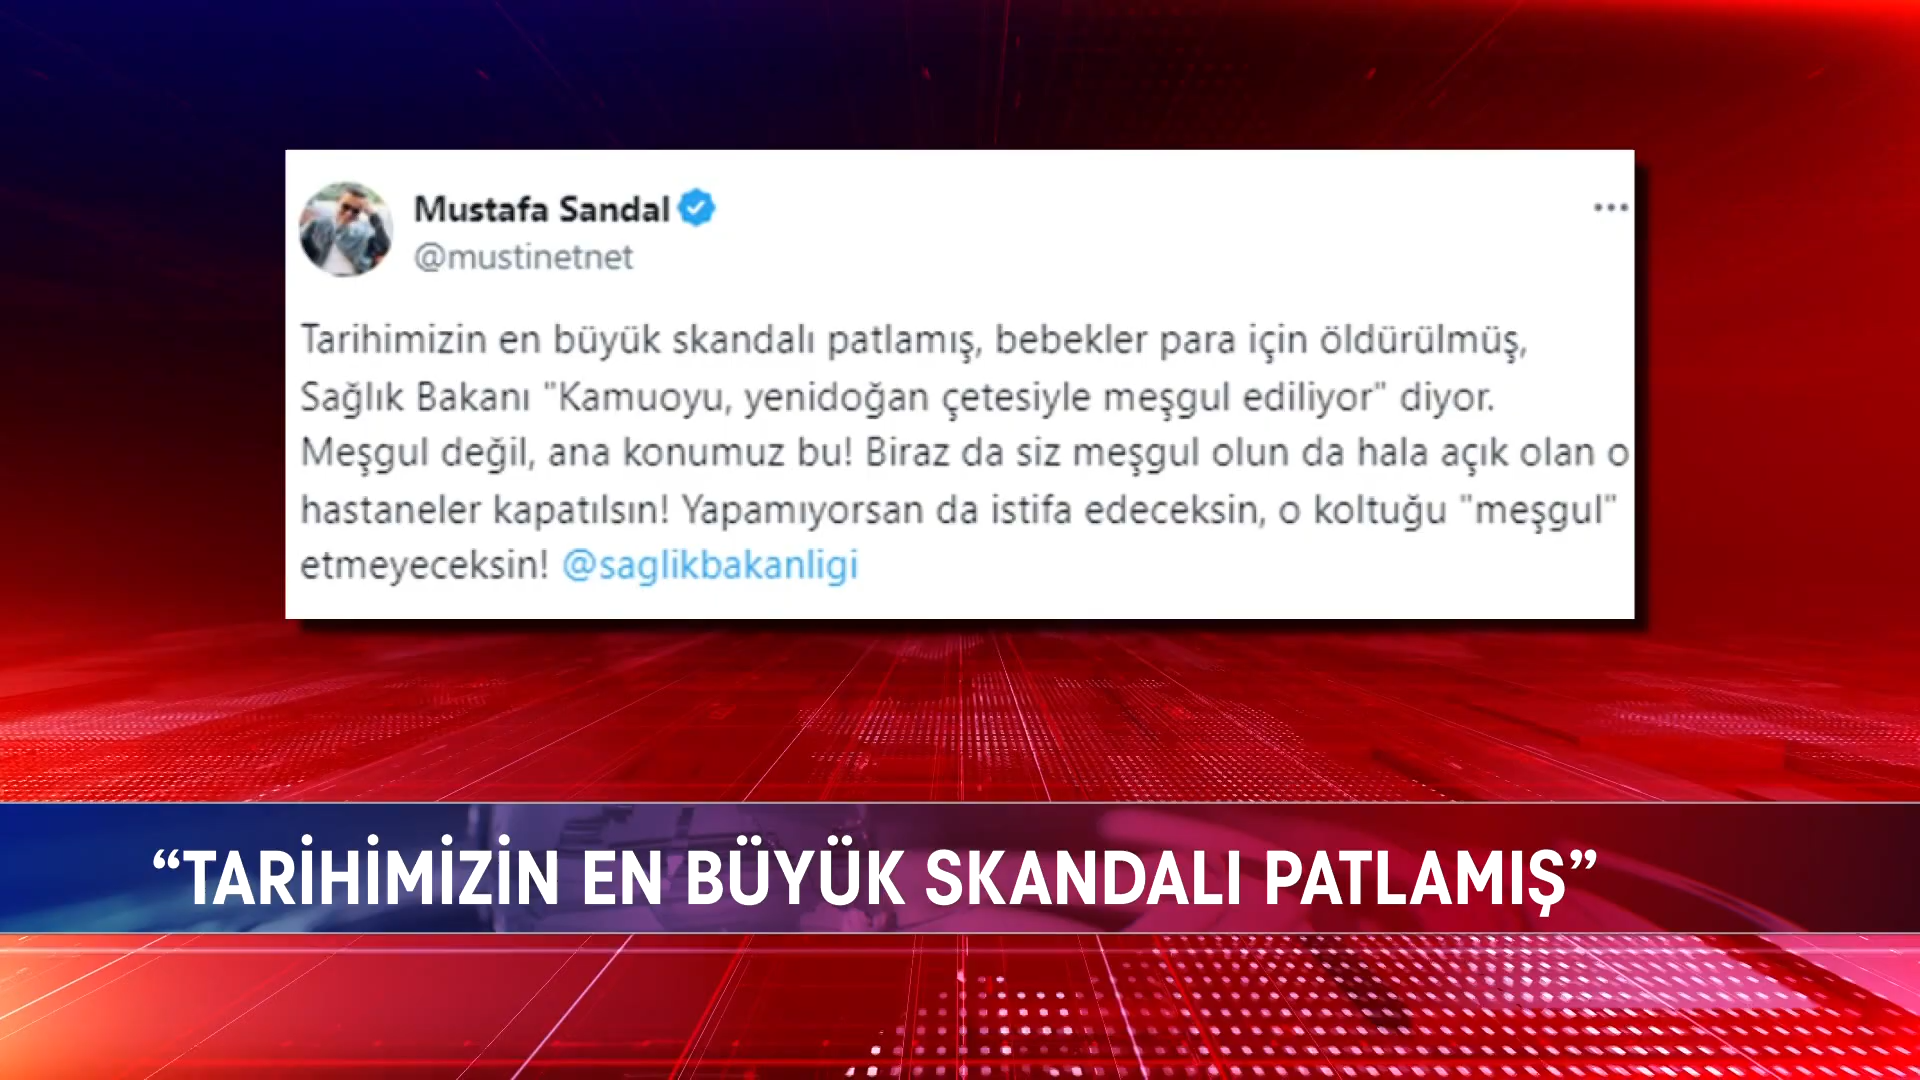 Mustafa Sandal
@mustinetnet
Tarihimizin en büyük skandalı patlamış, bebekler para için öldürülmüş,
Sağlık Bakanı "Kamuoyu, yenidoğan çetesiyle meşgul ediliyor" diyor.
Meşgul değil, ana konumuz bu! Biraz da siz meşgul olun da hala açık olan o
hastaneler kapatılsın! Yapamıyorsan da istifa edeceksin, o koltuğu "meşgul"
etmeyeceksin! @saglikbakanligi
“TARİHİMİZİN EN BÜYÜK SKANDALI PATLAMIŞ”